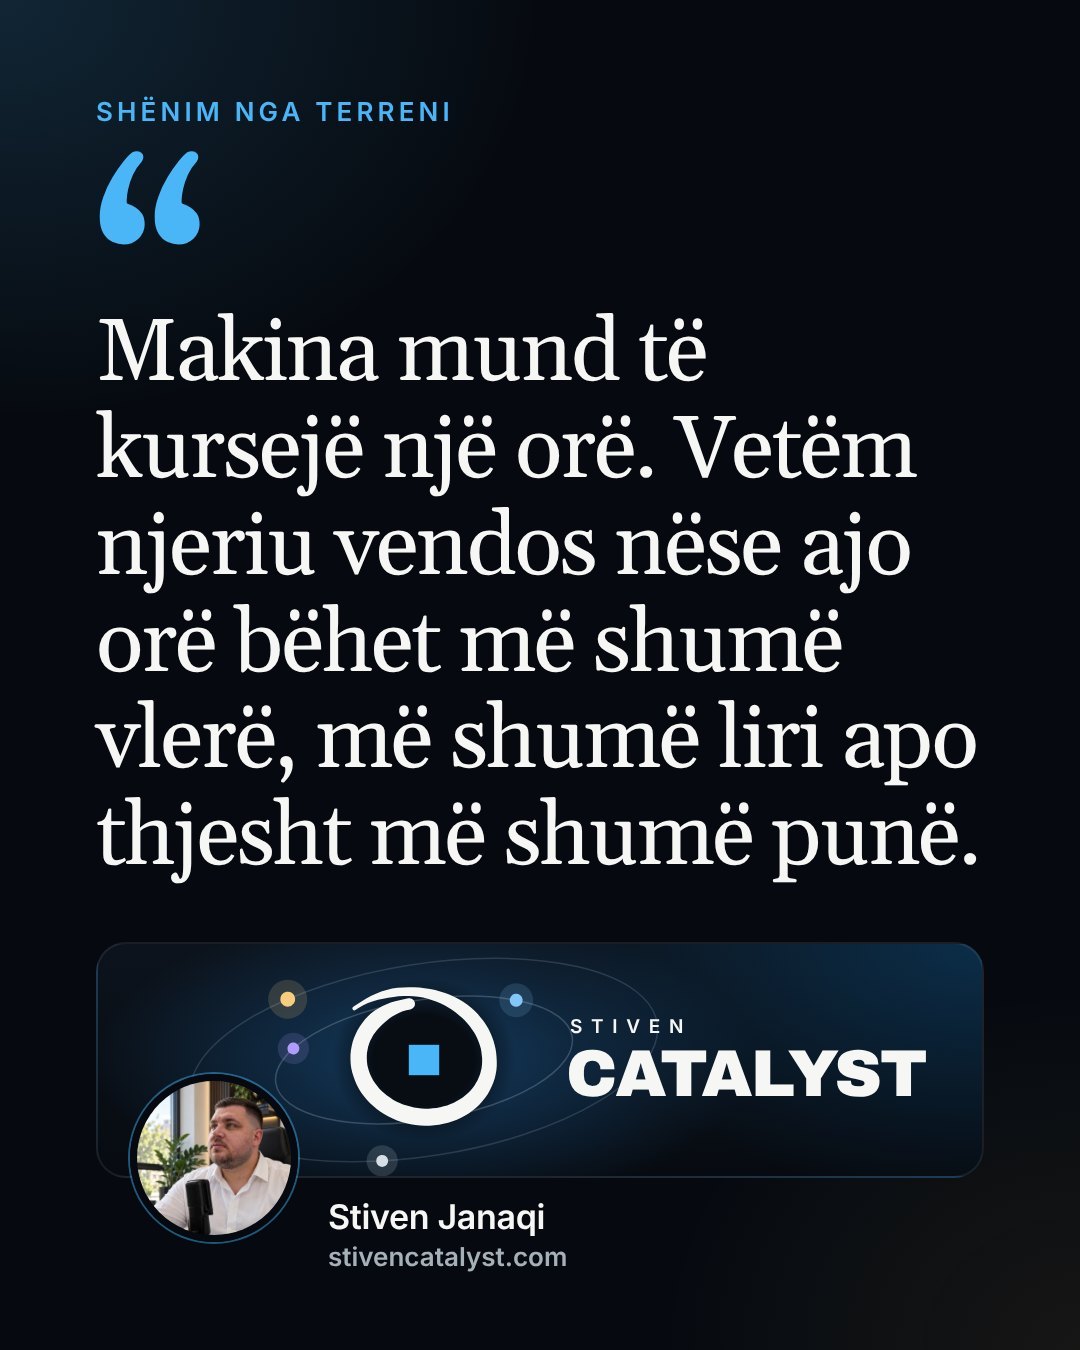 SHËNIM NGA TERRENI
“
Makina mund të
kursejë një orë. Vetëm
njeriu vendos nëse ajo
orë bëhet më shumë
vlerë, më shumë liri apo
thjesht më shumë punë.
STIVEN
CATALYST
Stiven Janaqi
stivencatalyst.com